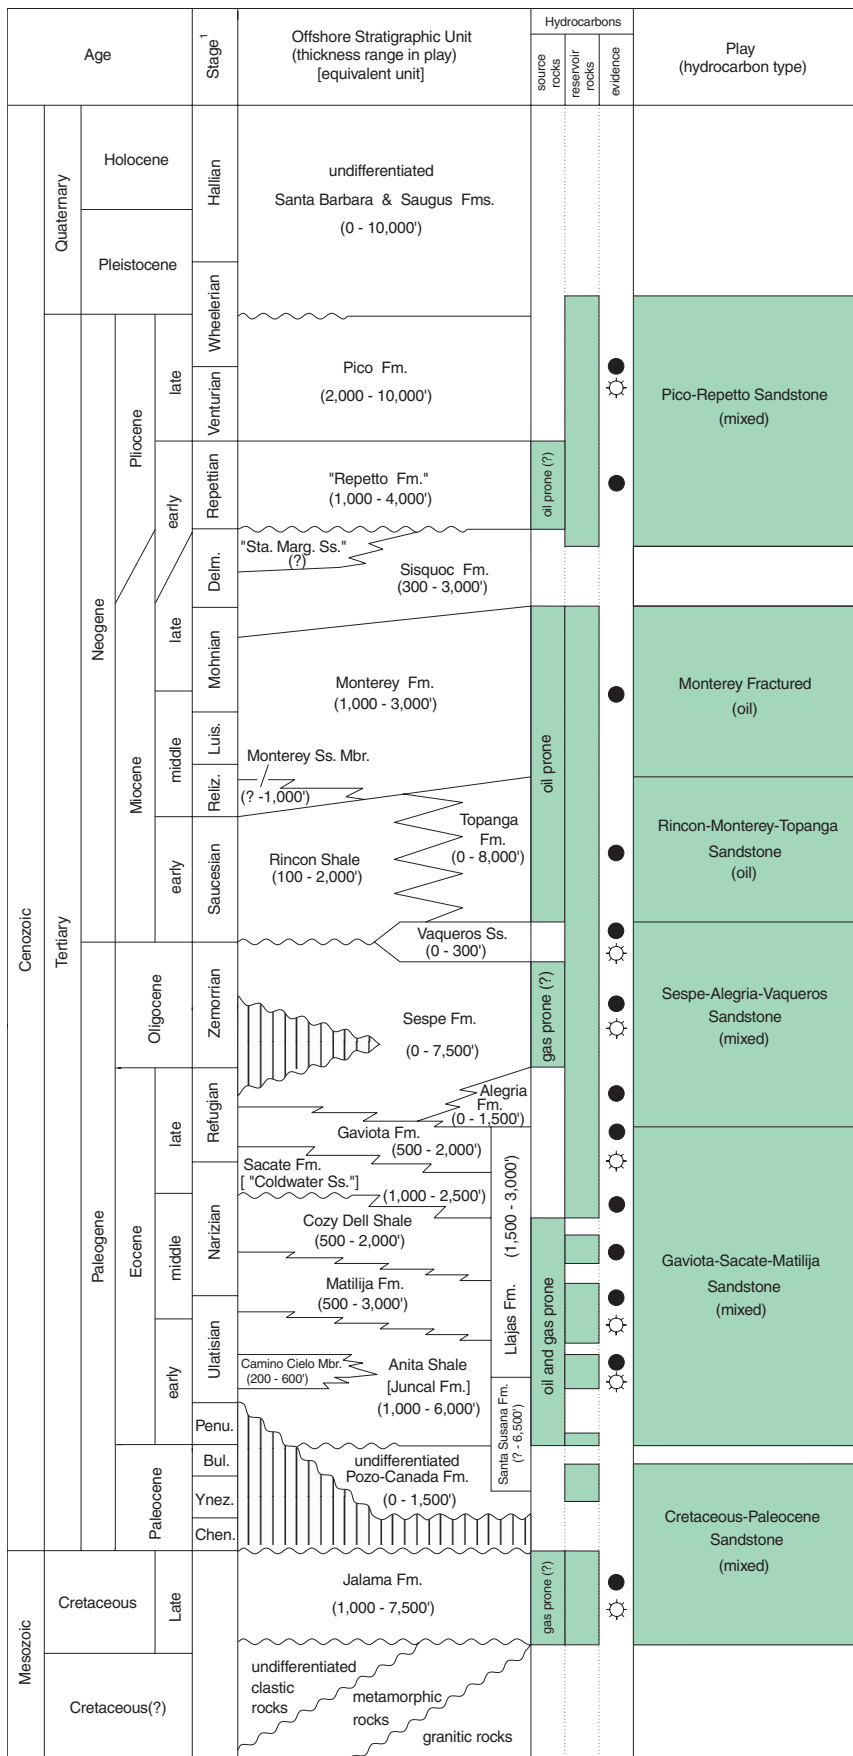 Age
Stage1
Offshore Stratigraphic Unit
(thickness range in play)
[equivalent unit]
Hydrocarbons
source
rocks
reservoir
rocks
evidence
Play
(hydrocarbon type)
Cenozoic
Mesozoic
Quaternary
Tertiary
Neogene
Paleogene
Holocene
Pleistocene
Pliocene
Miocene
Oligocene
Eocene
Paleocene
Cretaceous
Cretaceous(?)
late
early
late
middle
early
late
middle
early
Late
Hallian
Wheelerian
Venturian
Repettian
Delm.
Mohnian
Luis.
Reliz.
Saucesian
Zemorrian
Refugian
Narizian
Ulatisian
Penu.
Bul.
Ynez.
Chen.
undifferentiated
Santa Barbara & Saugus Fms.
(0 - 10,000')
Pico Fm.
(2,000 - 10,000')
"Repetto Fm."
(1,000 - 4,000')
"Sta. Marg. Ss."
(?)
Sisquoc Fm.
(300 - 3,000')
Monterey Fm.
(1,000 - 3,000')
Monterey Ss. Mbr.
(? -1,000')
Topanga
Fm.
(0 - 8,000')
Rincon Shale
(100 - 2,000')
Vaqueros Ss.
(0 - 300')
Sespe Fm.
(0 - 7,500')
Alegria
Fm.
(0 - 1,500')
Gaviota Fm.
(500 - 2,000')
Sacate Fm.
[ "Coldwater Ss."]
(1,000 - 2,500')
Cozy Dell Shale
(500 - 2,000')
Matilija Fm.
(500 - 3,000')
Llajas Fm.
(1,500 - 3,000')
Camino Cielo Mbr.
(200 - 600')
Anita Shale
[Juncal Fm.]
(1,000 - 6,000')
Santa Susana Fm.
(? - 6,500')
undifferentiated
Pozo-Canada Fm.
(0 - 1,500')
Jalama Fm.
(1,000 - 7,500')
undifferentiated
clastic
rocks
metamorphic
rocks
granitic rocks
oil prone (?)
oil prone
gas prone (?)
oil and gas prone
gas prone (?)
Pico-Repetto Sandstone
(mixed)
Monterey Fractured
(oil)
Rincon-Monterey-Topanga
Sandstone
(oil)
Sespe-Alegria-Vaqueros
Sandstone
(mixed)
Gaviota-Sacate-Matilija
Sandstone
(mixed)
Cretaceous-Paleocene
Sandstone
(mixed)